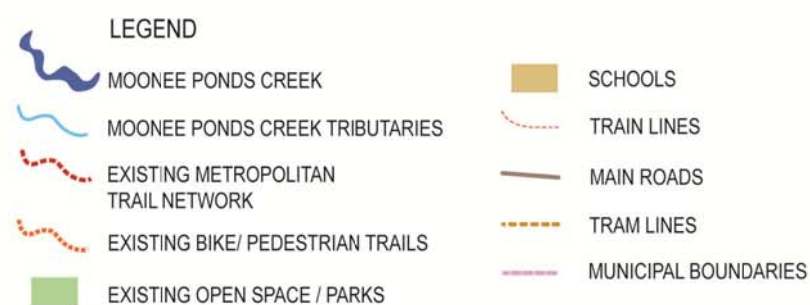 LEGEND
MOONEE PONDS CREEK
MOONEE PONDS CREEK TRIBUTARIES
EXISTING METROPOLITAN
TRAIL NETWORK
EXISTING BIKE/ PEDESTRIAN TRAILS
EXISTING OPEN SPACE / PARKS
SCHOOLS
TRAIN LINES
MAIN ROADS
TRAM LINES
MUNICIPAL BOUNDARIES